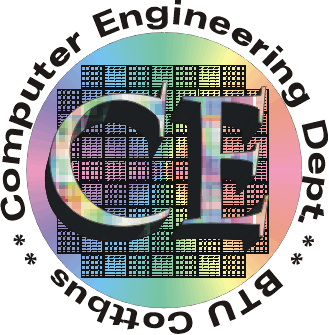 Computer Engineering Dept.
CE
** BTU Cottbus **